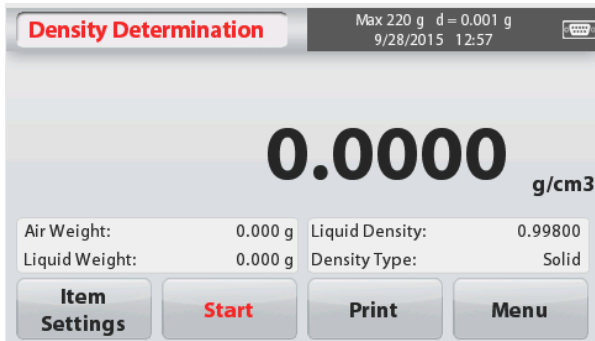 Density Determination
Max 220 g d = 0.001 g
9/28/2015 12:57
0.0000
g/cm3
Air Weight: 0.000 g
Liquid Weight: 0.000 g
Liquid Density: 0.99800
Density Type: Solid
Item
Settings
Start
Print
Menu